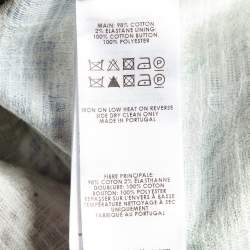 MAIN: 98% COTTON
2% ELASTANE LINING:
100% COTTON BUTTON:
100% POLYESTER
IRON ON LOW HEAT ON REVERSE
SIDE DRY CLEAN ONLY
MADE IN PORTUGAL
FIBRE PRINCIPALE:
98% COTON 2% ELASTHANNE
DOUBLURE: 100% COTON
BOUTON: 100% POLYESTER
REPASSER SUR L'ENVERS À BASSE
TEMPÉRATURE NETTOYAGE À SEC
UNIQUEMENT
FABRIQUÉ AU PORTUGAL